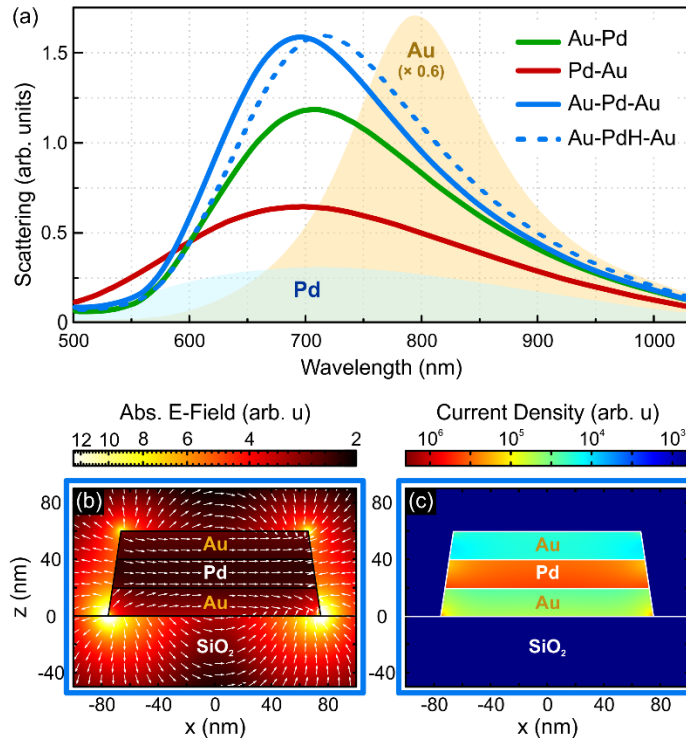 (a)
1.5
1.0
0.5
0
Scattering (arb. units)
Au
(× 0.6)
Pd
Au-Pd
Pd-Au
Au-Pd-Au
Au-PdH-Au
500 600 700 800 900 1000
Wavelength (nm)
Abs. E-Field (arb. u)
12 10 8 6 4 2
Current Density (arb. u)
10⁶ 10⁵ 10⁴ 10³
(b)
Au
Pd
Au
SiO₂
80
40
0
-40
z (nm)
-80 -40 0 40 80
x (nm)
(c)
Au
Pd
Au
SiO₂
-80 -40 0 40 80
x (nm)